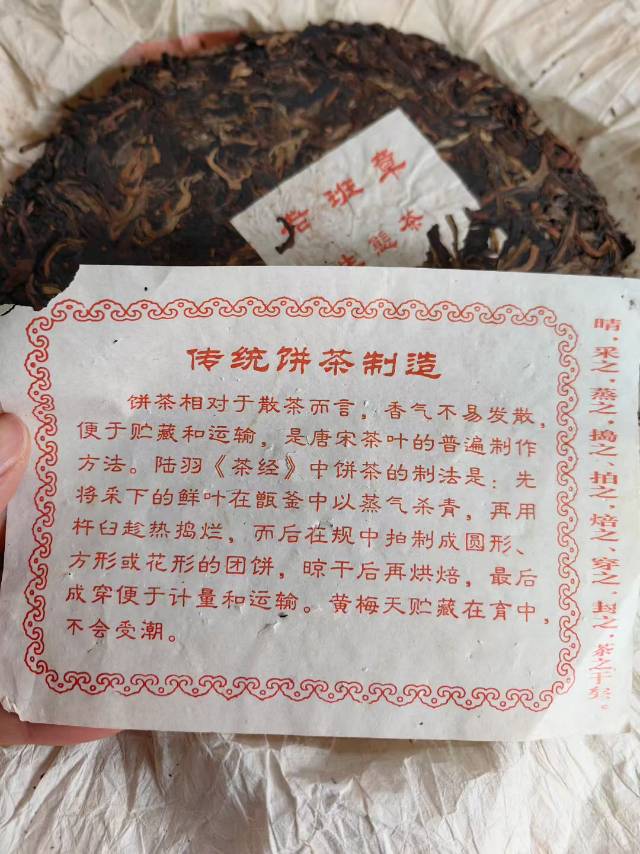 班章
態茶
传统饼茶制造
饼茶相对于散茶而言，香气不易发散，
便于贮藏和运输，是唐宋茶叶的普遍制作
方法。陆羽《茶经》中饼茶的制法是：先
将采下的鲜叶在甑釜中以蒸气杀青，再用
杵臼趁热捣烂，而后在规中拍制成圆形、
方形或花形的团饼，晾干后再烘焙，最后
成穿便于计量和运输。黄梅天贮藏在育中，
不会受潮。
晴，采之，蒸之，捣之、拍之，焙之、穿之，封之，茶之干矣。